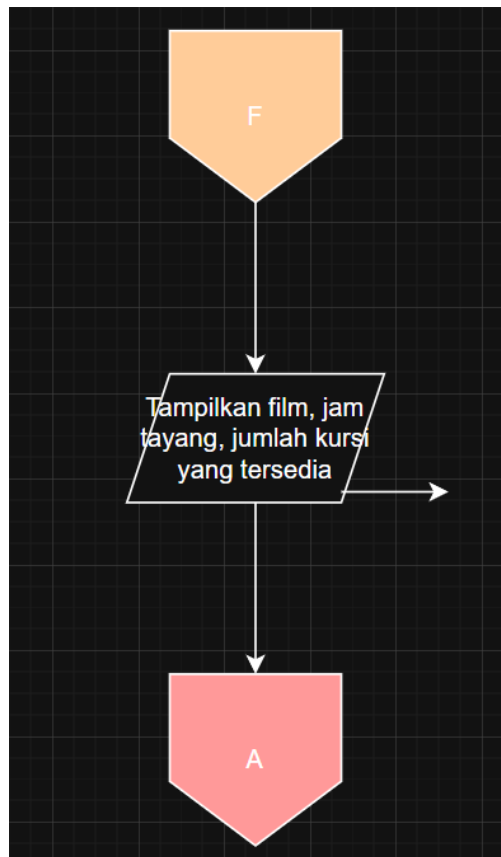 F
Tampilkan film, jam
tayang, jumlah kursi
yang tersedia
A